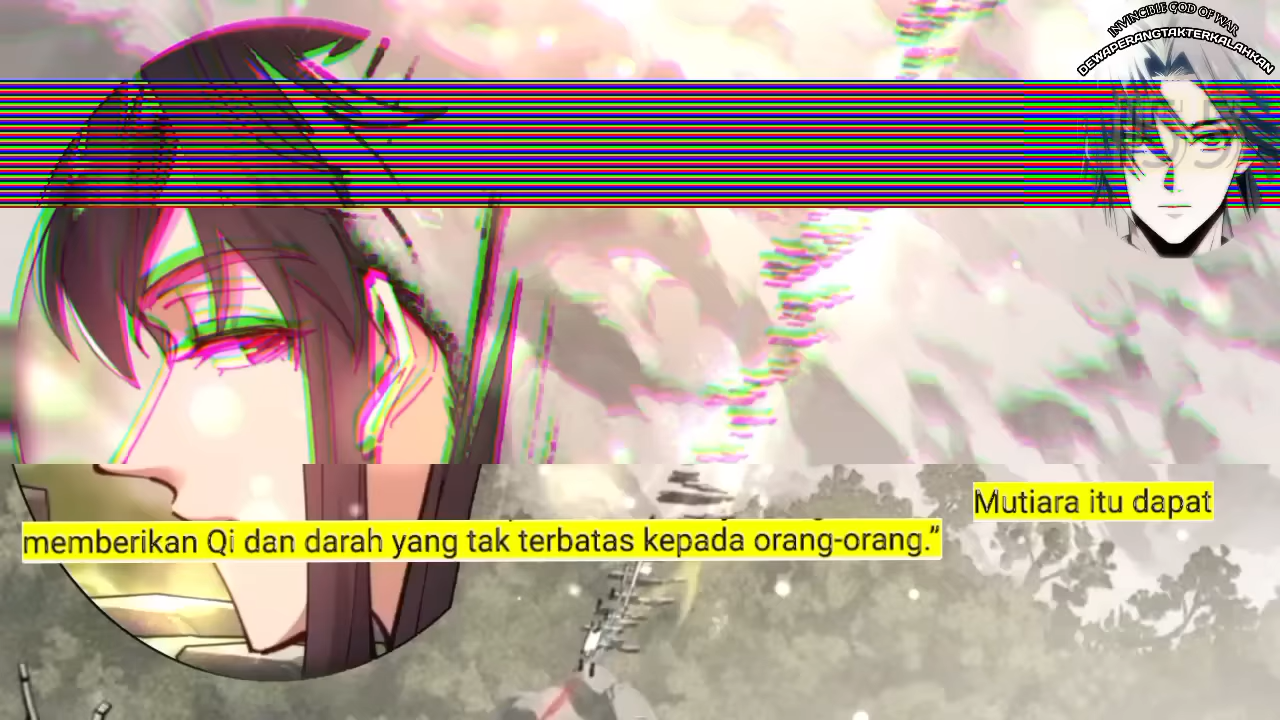 INVINCIBLE GOD OF WAR
DEWAPERANGTAKTERKALAHKAN
Mutiara itu dapat
memberikan Qi dan darah yang tak terbatas kepada orang-orang.”